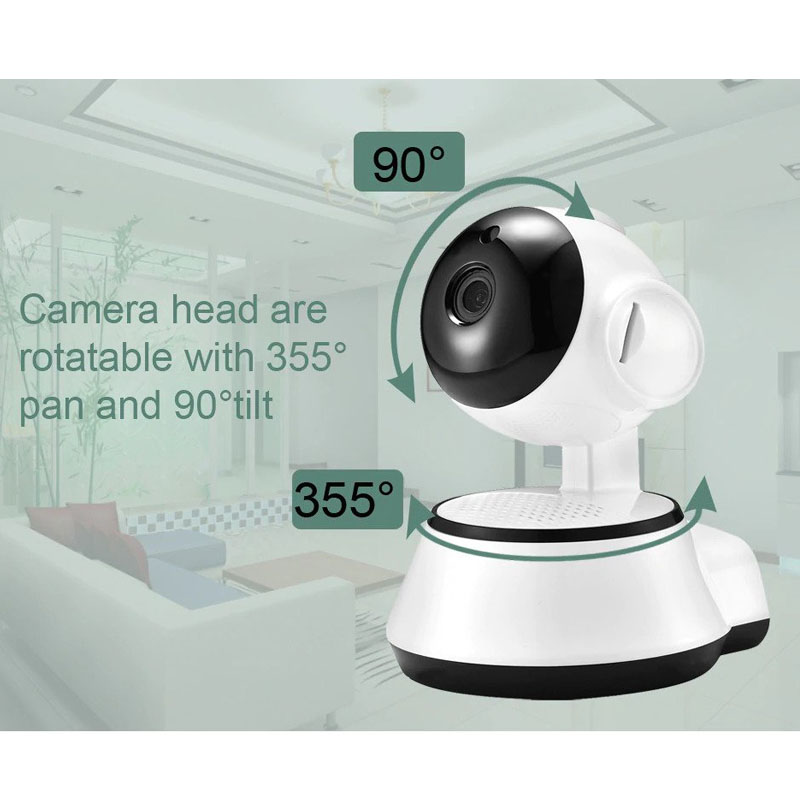 90°
Camera head are
rotatable with 355°
pan and 90°tilt
355°